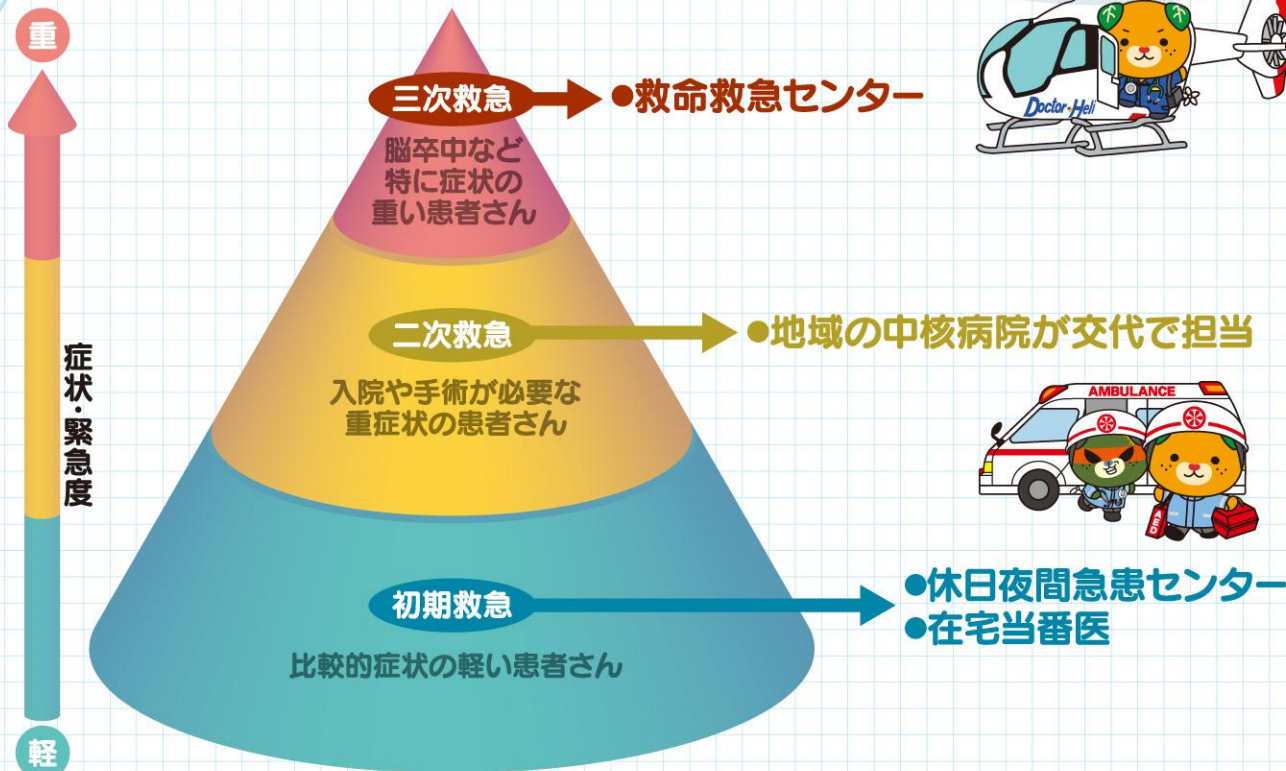 重
三次救急
●救命救急センター
Doctor-Heli
脳卒中など
特に症状の
重い患者さん
二次救急
●地域の中核病院が交代で担当
症状・緊急度
入院や手術が必要な
重症状の患者さん
AMBULANCE
AED
初期救急
●休日夜間急患センター
●在宅当番医
比較的症状の軽い患者さん
軽